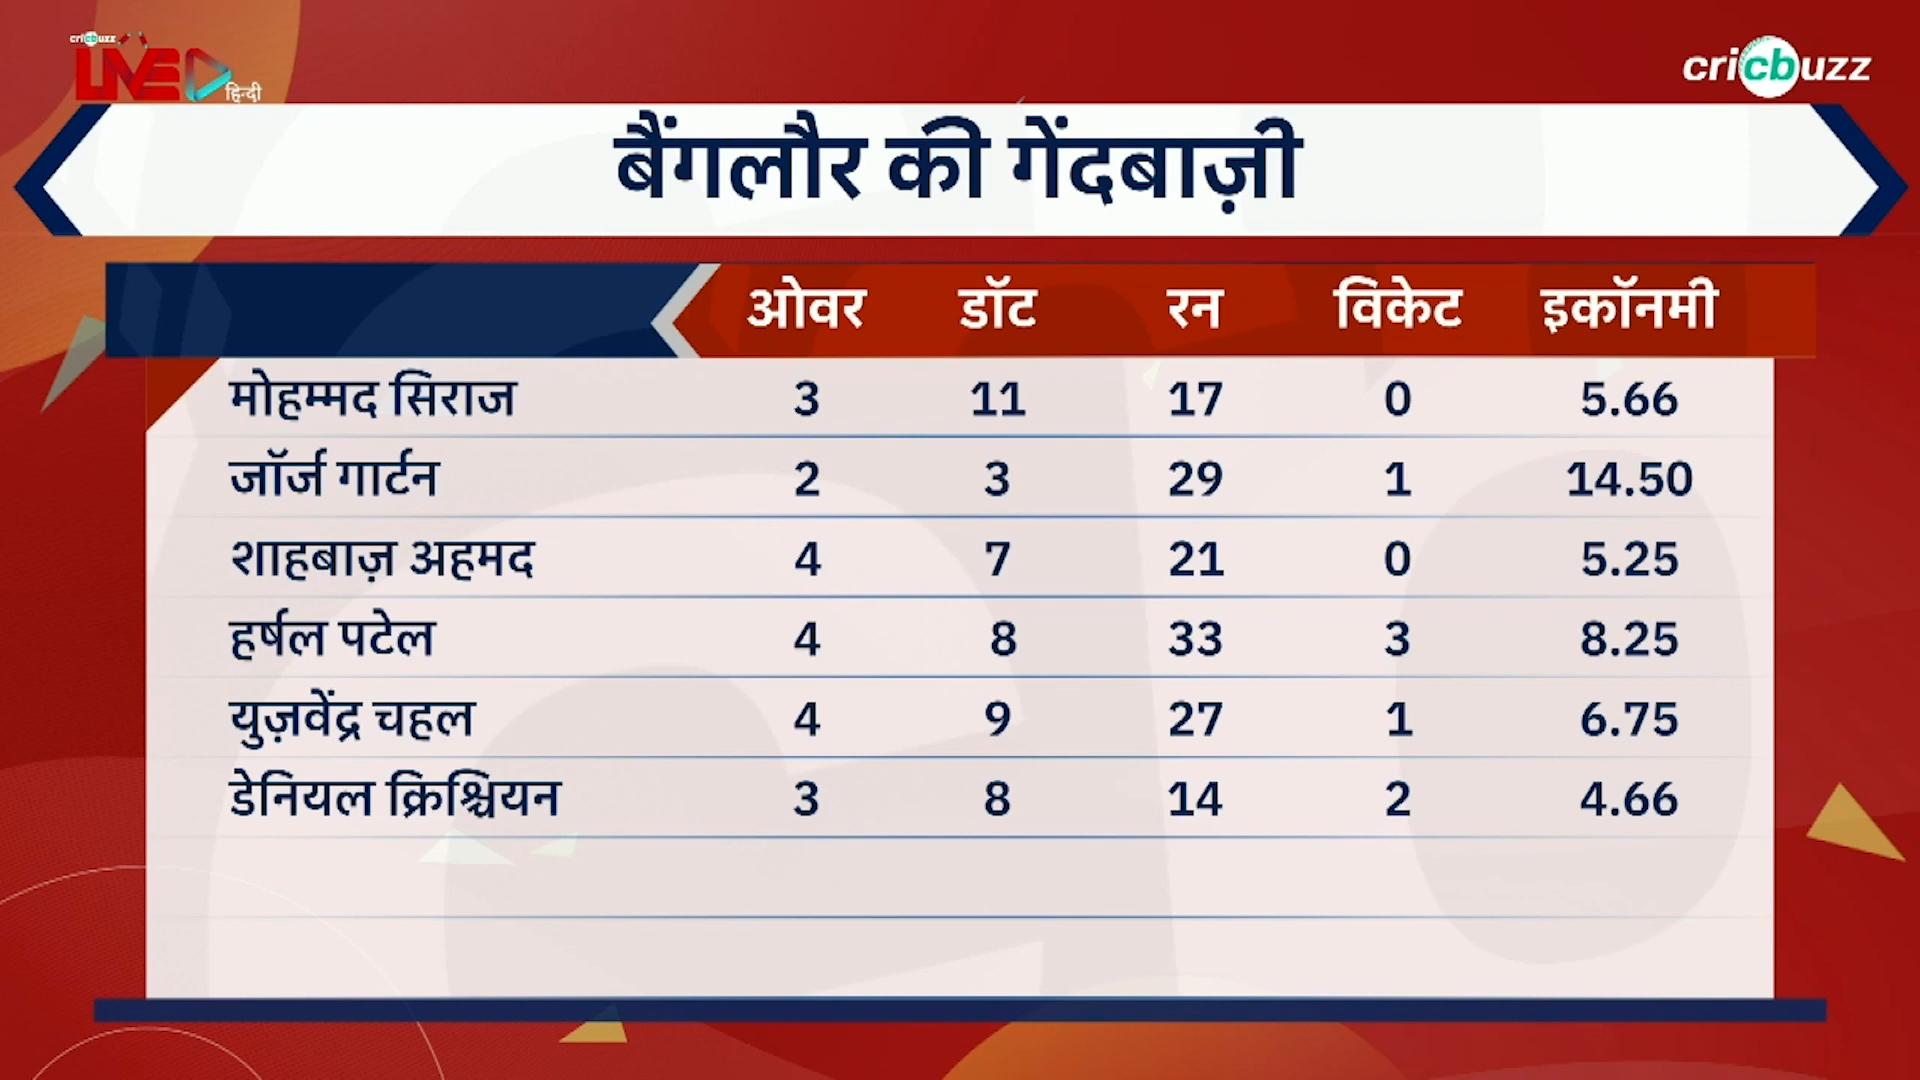 cricbuzz
LIVE
हिन्दी
cricbuzz
बैंगलौर की गेंदबाज़ी
ओवर डॉट रन विकेट इकॉनमी
मोहम्मद सिराज 3 11 17 0 5.66
जॉर्ज गार्टन 2 3 29 1 14.50
शाहबाज़ अहमद 4 7 21 0 5.25
हर्षल पटेल 4 8 33 3 8.25
युज़वेंद्र चहल 4 9 27 1 6.75
डेनियल क्रिश्चियन 3 8 14 2 4.66